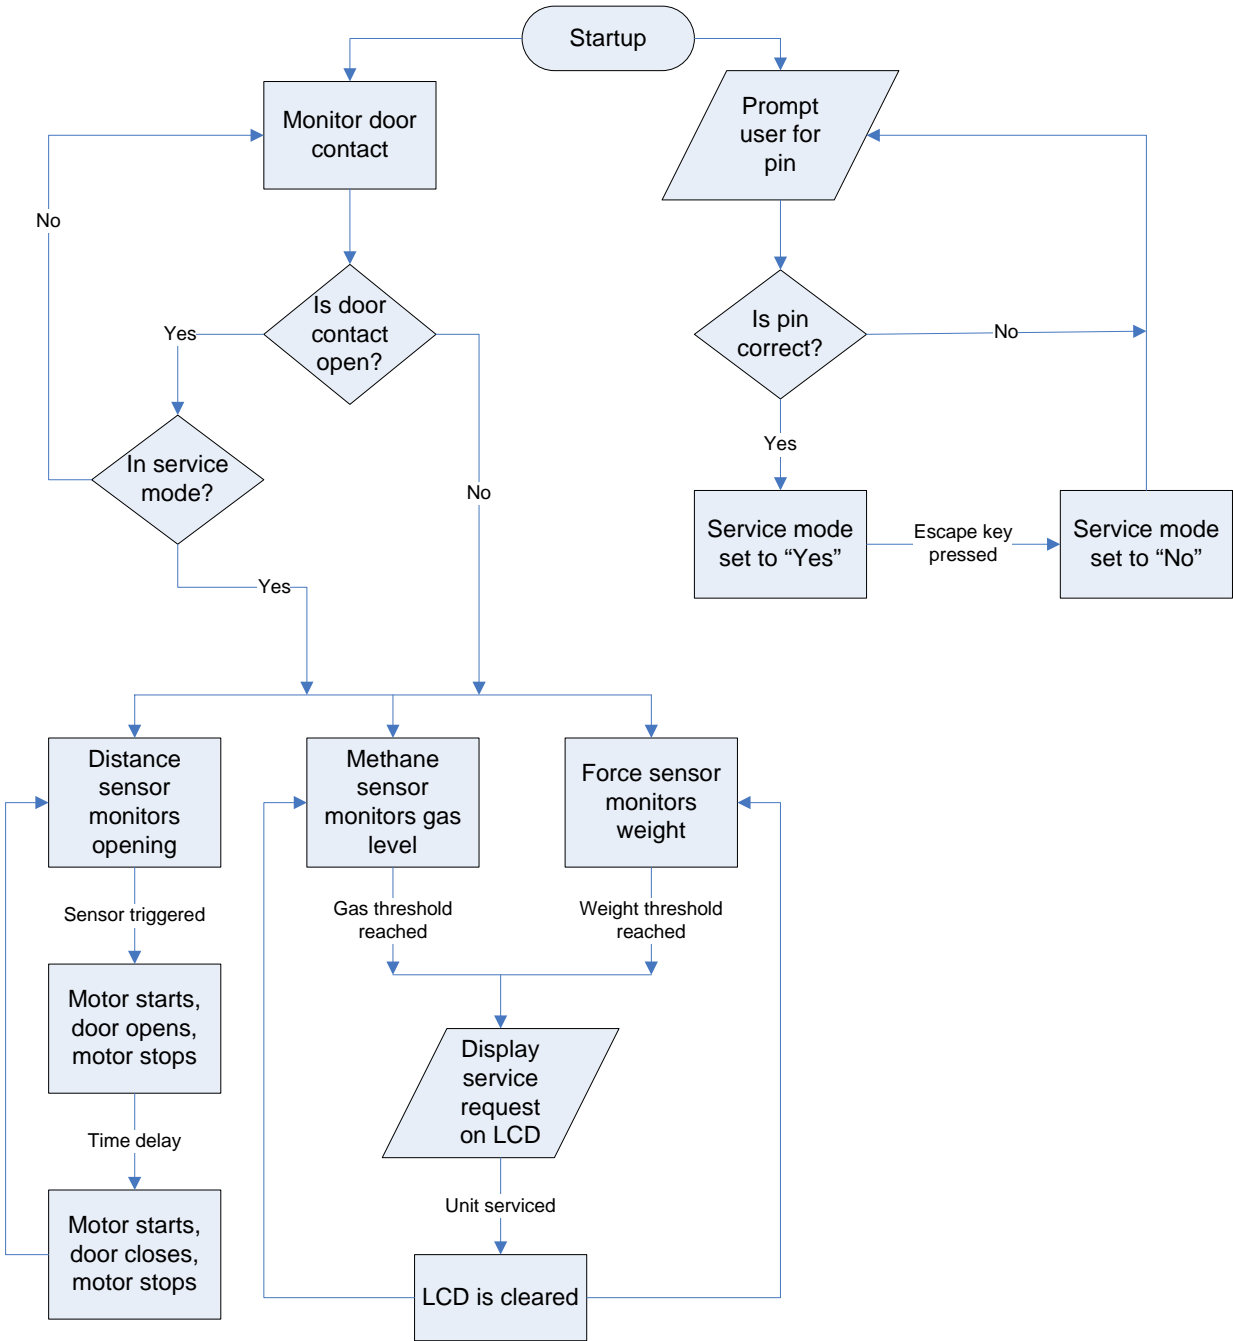 Startup
Monitor door
contact
Prompt
user for
pin
No
Is door
contact
open?
Yes
Is pin
correct?
No
In service
mode?
No
Yes
Service mode
set to “Yes”
Escape key
pressed
Service mode
set to “No”
Yes
Distance
sensor
monitors
opening
Methane
sensor
monitors gas
level
Force sensor
monitors
weight
Sensor triggered
Gas threshold
reached
Weight threshold
reached
Motor starts,
door opens,
motor stops
Display
service
request
on LCD
Time delay
Unit serviced
Motor starts,
door closes,
motor stops
LCD is cleared